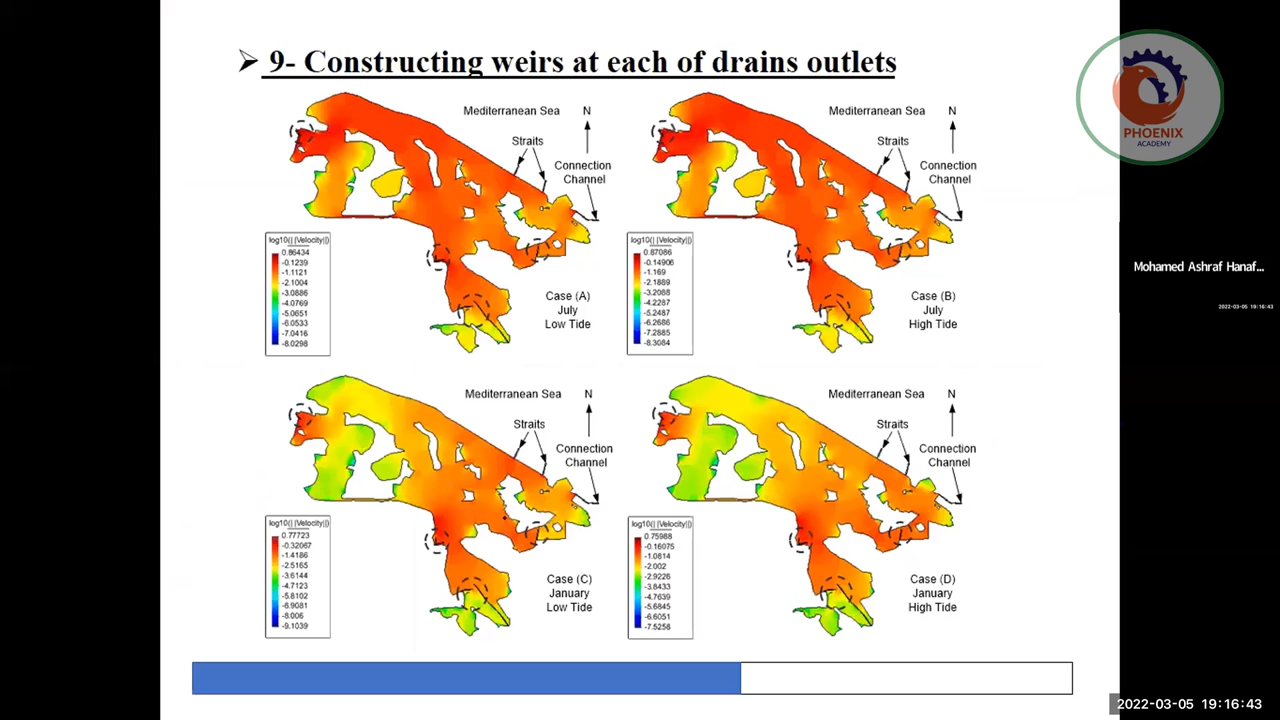 ➢ 9- Constructing weirs at each of drains outlets
PHOENIX
ACADEMY
Mohamed Ashraf Hanaf...
2022-03-05 19:16:43
Mediterranean Sea N
Straits
Connection
Channel
log10(| |Velocity||)
0.86434
-0.1239
-1.1121
-2.1004
-3.0886
-4.0769
-5.0651
-6.0533
-7.0416
-8.0298
Case (A)
July
Low Tide
Mediterranean Sea N
Straits
Connection
Channel
log10(| |Velocity||)
0.87086
-0.14906
-1.169
-2.1889
-3.2088
-4.2287
-5.2487
-6.2686
-7.2885
-8.3084
Case (B)
July
High Tide
Mediterranean Sea N
Straits
Connection
Channel
log10(| |Velocity||)
0.77723
-0.32067
-1.4186
-2.5165
-3.6144
-4.7123
-5.8102
-6.9081
-8.006
-9.1039
Case (C)
January
Low Tide
Mediterranean Sea N
Straits
Connection
Channel
log10(| |Velocity||)
0.75988
-0.16075
-1.0814
-2.002
-2.9226
-3.8433
-4.7639
-5.6845
-6.6051
-7.5258
Case (D)
January
High Tide
2022-03-05 19:16:43